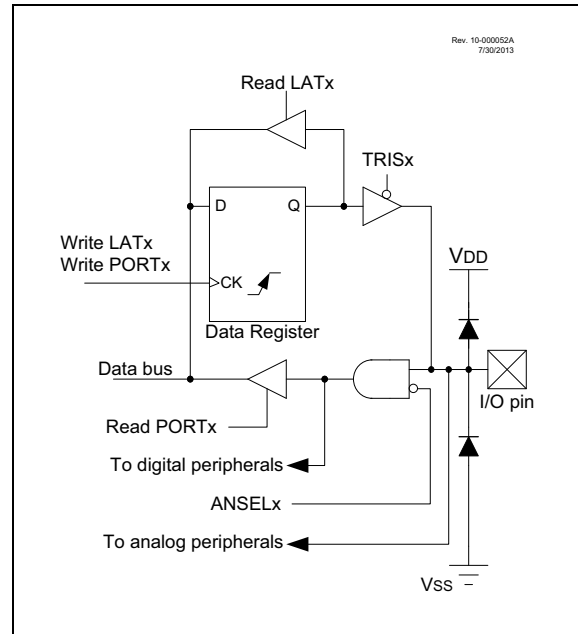 Rev. 10-000052A
7/30/2013
Read LATx
TRISx
D
Q
Write LATx
Write PORTx
CK
VDD
Data Register
Data bus
I/O pin
Read PORTx
To digital peripherals
ANSELx
To analog peripherals
Vss